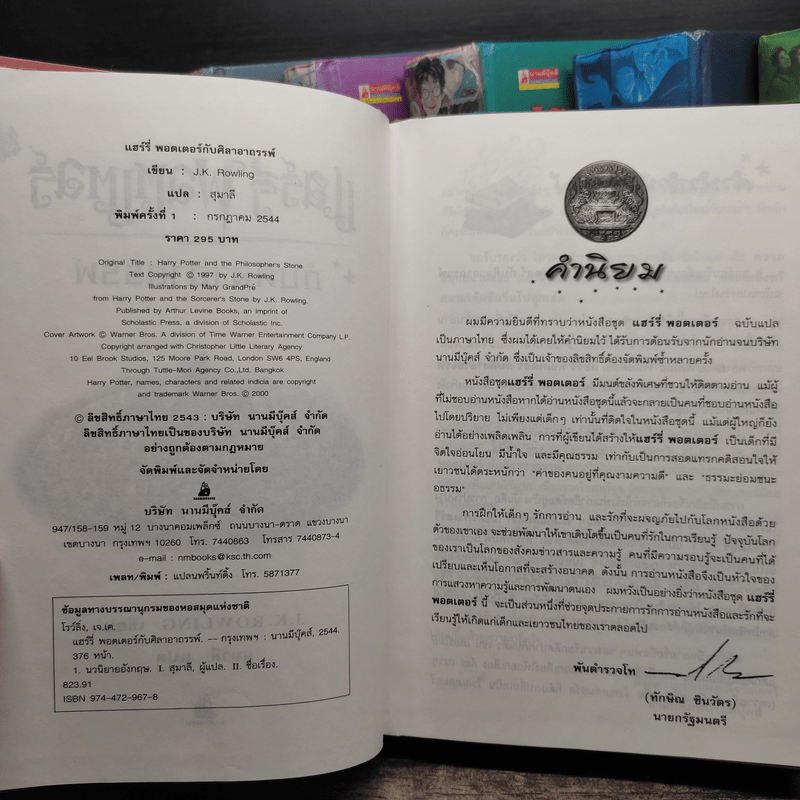 แฮร์รี่ พอตเตอร์กับศิลาอาถรรพ์
เขียน : J.K. Rowling
แปล : สุมาลี
พิมพ์ครั้งที่ 1 : กรกฎาคม 2544
ราคา 295 บาท
Original Title : Harry Potter and the Philosopher's Stone
Text Copyright © 1997 by J.K. Rowling
Illustrations by Mary GrandPré
from Harry Potter and the Sorcerer's Stone by J.K. Rowling.
Published by Arthur Levine Books, an imprint of
Scholastic Press, a division of Scholastic Inc.
Cover Artwork © Warner Bros. A division of Time Warner Entertainment Company L.P.
Copyright arranged with Christopher Little Literary Agency
10 Eel Brook Studios, 125 Moore Park Road, London SW6 4PS, England
Through Tuttle-Mori Agency Co.,Ltd. Bangkok
Harry Potter, names, characters and related indicia are copyright
and trademark Warner Bros. © 2000
© ลิขสิทธิ์ภาษาไทย 2543 : บริษัท นานมีบุ๊คส์ จำกัด
ลิขสิทธิ์ภาษาไทยเป็นของบริษัท นานมีบุ๊คส์ จำกัด
อย่างถูกต้องตามกฎหมาย
จัดพิมพ์และจัดจำหน่ายโดย
บริษัท นานมีบุ๊คส์ จำกัด
947/158-159 หมู่ 12 บางนาคอมเพล็กซ์ ถนนบางนา-ตราด แขวงบางนา
เขตบางนา กรุงเทพฯ 10260 โทร. 7440863 โทรสาร 7440873-4
e-mail : nmbooks@ksc.th.com
เพลท/พิมพ์ : แปลนพริ้นท์ติ้ง โทร. 5871377
ข้อมูลทางบรรณานุกรมของหอสมุดแห่งชาติ
โรว์ลิ่ง, เจ.เค.
แฮร์รี่ พอตเตอร์กับศิลาอาถรรพ์. — กรุงเทพฯ : นานมีบุ๊คส์, 2544.
376 หน้า.
1. นวนิยายอังกฤษ. I. สุมาลี, ผู้แปล. II. ชื่อเรื่อง.
823.91
ISBN 974-472-967-8
คำนิยม
ผมมีความยินดีที่ทราบว่าหนังสือชุด แฮร์รี่ พอตเตอร์ ฉบับแปล
เป็นภาษาไทย ซึ่งผมได้เคยให้คำนิยมไว้ ได้รับการต้อนรับจากนักอ่านจนบริษัท
นานมีบุ๊คส์ จำกัด ซึ่งเป็นเจ้าของลิขสิทธิ์ต้องจัดพิมพ์ซ้ำหลายครั้ง
หนังสือชุดแฮร์รี่ พอตเตอร์ มีมนต์ขลังพิเศษที่ชวนให้ติดตามอ่าน แม้ผู้
ที่ไม่ชอบอ่านหนังสือหากได้อ่านหนังสือชุดนี้แล้วจะกลายเป็นคนที่ชอบอ่านหนังสือ
ไปโดยปริยาย ไม่เพียงแต่เด็กๆ เท่านั้นที่ติดใจในหนังสือชุดนี้ แม้แต่ผู้ใหญ่ก็ยัง
อ่านได้อย่างเพลิดเพลิน การที่ผู้เขียนได้สร้างให้แฮร์รี่ พอตเตอร์ เป็นเด็กที่มี
จิตใจอ่อนโยน มีน้ำใจ และมีคุณธรรม เท่ากับเป็นการสอดแทรกคติสอนใจให้
เยาวชนได้ตระหนักว่า "ค่าของคนอยู่ที่คุณงามความดี" และ "ธรรมะย่อมชนะ
อธรรม"
การฝึกให้เด็กๆ รักการอ่าน และรักที่จะผจญภัยไปกับโลกหนังสือด้วย
ตัวของเขาเอง จะช่วยพัฒนาให้เขาเติบโตขึ้นเป็นคนที่รักในการเรียนรู้ ปัจจุบันโลก
ของเราเป็นโลกของสังคมข่าวสารและความรู้ คนที่มีความรอบรู้จะเป็นคนที่ได้
เปรียบและเห็นโอกาสที่จะสร้างอนาคต ดังนั้น การอ่านหนังสือจึงเป็นหัวใจของ
การแสวงหาความรู้และการพัฒนาตนเอง ผมหวังเป็นอย่างยิ่งว่าหนังสือชุด แฮร์รี่
พอตเตอร์ นี้ จะเป็นส่วนหนึ่งที่ช่วยจุดประกายการรักการอ่านหนังสือและรักที่จะ
เรียนรู้ให้เกิดแก่เด็กและเยาวชนไทยของเราตลอดไป
พันตำรวจโท
(ทักษิณ ชินวัตร)
นายกรัฐมนตรี